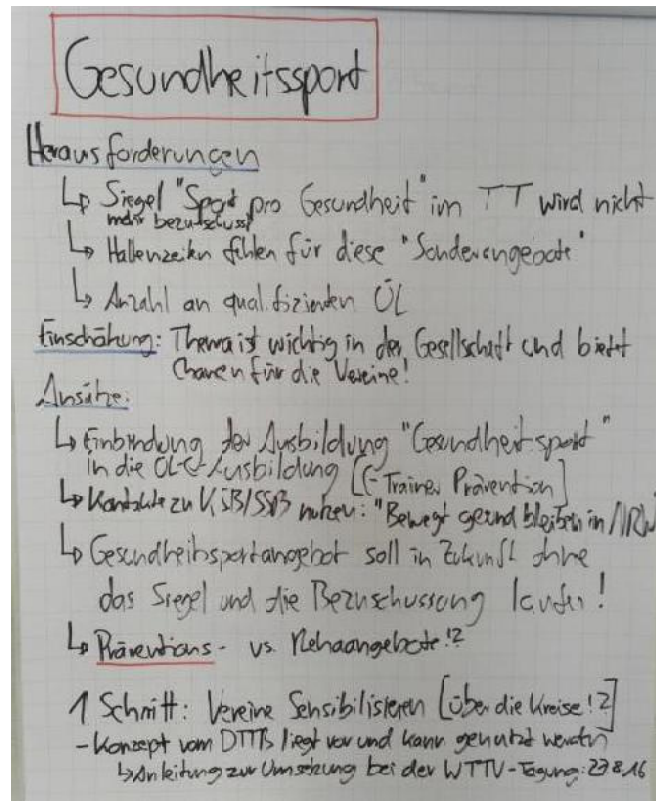 Gesundheitssport
Herausforderungen
↳ Siegel "Sport pro Gesundheit" im TT wird nicht
mehr bezuschusst
↳ Hallenzeiten fehlen für diese "Sonderangebote"
↳ Anzahl an qualifizierten ÜL
Einschätzung: Thema ist wichtig in der Gesellschaft und bietet
Chancen für die Vereine!
Ansätze:
↳ Einbindung der Ausbildung "Gesundheitssport"
in die ÜL-C-Ausbildung [C-Trainer Prävention]
↳ Kontakte zu KSB/SSB nutzen: "Bewegt gesund bleiben in NRW
↳ Gesundheitssportangebot soll in Zukunft ohne
das Siegel und die Bezuschussung laufen!
↳ Präventions- vs. Rehaangebote!?
1 Schritt: Vereine Sensibilisieren [über die Kreise!?]
- Konzept vom DTTB liegt vor und kann genutzt werden
↳ Anleitung zur Umsetzung bei der WTTV-Tagung: 8.16